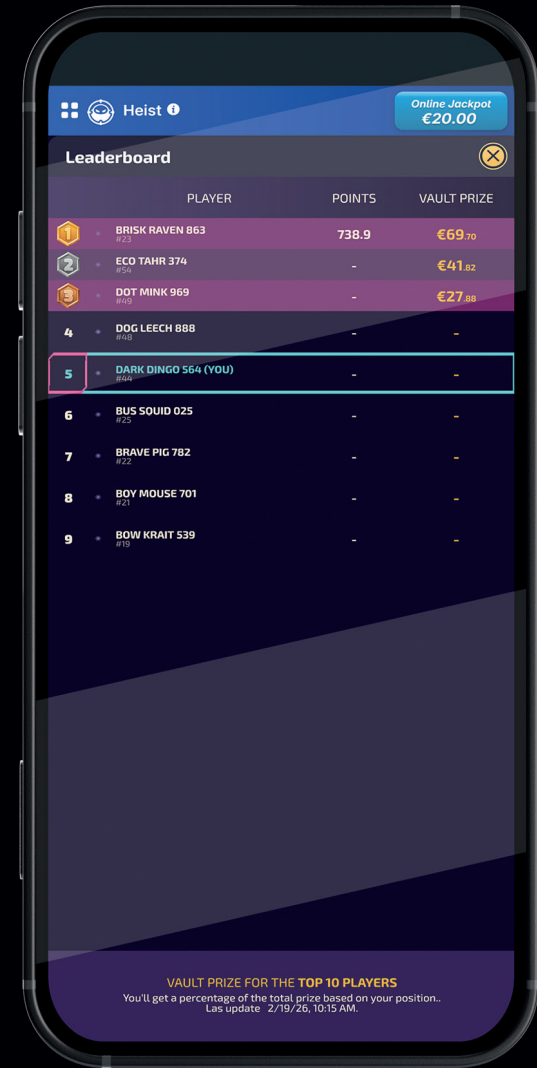 Heist i
Online Jackpot
€20.00
Leaderboard
PLAYER POINTS VAULT PRIZE
1 BRISK RAVEN 863 738.9 €69.70
#23
2 ECO TAHR 374 - €41.82
#54
3 DOT MINK 969 - €27.88
#49
4 DOG LEECH 888 - -
#48
5 DARK DINGO 564 (YOU) - -
#44
6 BUS SQUID 025 - -
#25
7 BRAVE PIG 782 - -
#22
8 BOY MOUSE 701 - -
#21
9 BOW KRAIT 539 - -
#19
VAULT PRIZE FOR THE TOP 10 PLAYERS
You'll get a percentage of the total prize based on your position..
Las update 2/19/26, 10:15 AM.